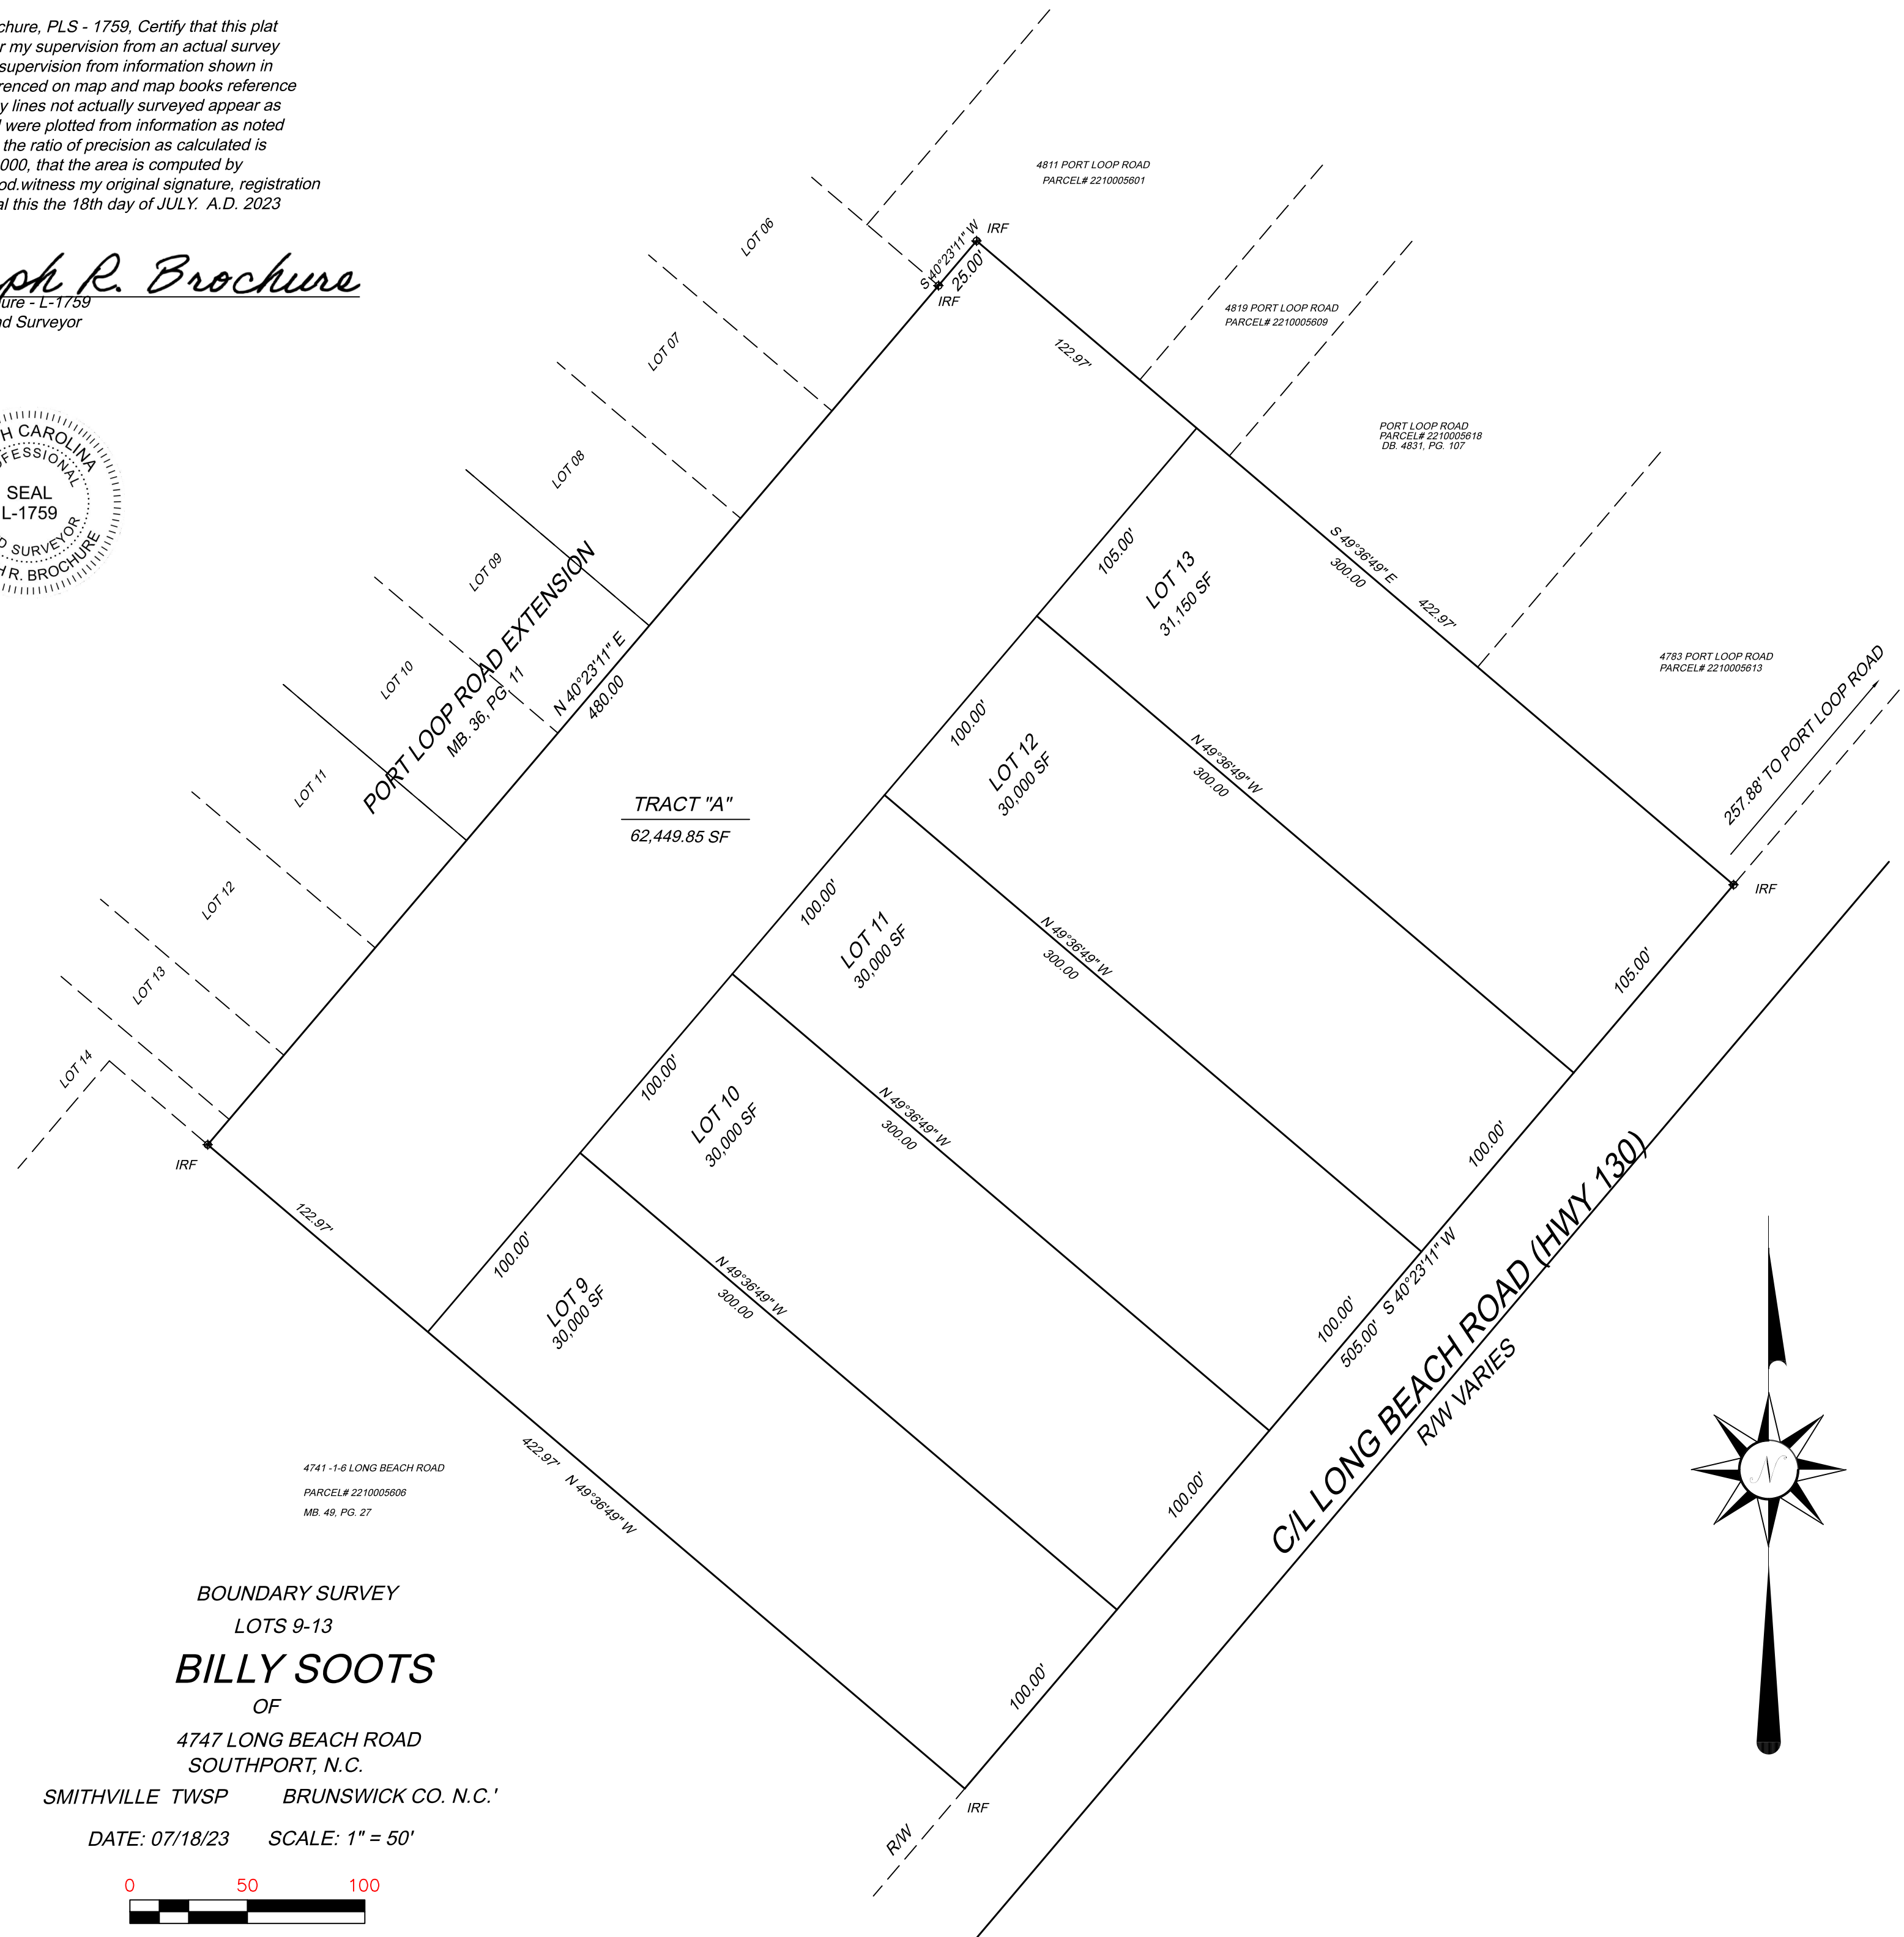 chure, PLS - 1759, Certify that this plat
r my supervision from an actual survey
supervision from information shown in
renced on map and map books reference
y lines not actually surveyed appear as
were plotted from information as noted
the ratio of precision as calculated is
000, that the area is computed by
od.witness my original signature, registration
al this the 18th day of JULY. A.D. 2023
ph R. Brochure
ure - L-1759
nd Surveyor
H CAROLINA
OFESSIONAL
SEAL
L-1759
D SURVEYOR
H R. BROCHURE
4811 PORT LOOP ROAD
PARCEL# 2210005601
LOT 06
S 40°23'11" W
25.00'
IRF
IRF
4819 PORT LOOP ROAD
PARCEL# 2210005609
LOT 07
122.97'
PORT LOOP ROAD
PARCEL# 2210005618
DB. 4831, PG. 107
LOT 08
LOT 09
PORT LOOP ROAD EXTENSION
MB. 36, PG, 11
N 40°23'11" E
480.00
LOT 10
LOT 11
LOT 12
LOT 13
LOT 14
IRF
105.00'
LOT 13
31,150 SF
S 49°36'49" E
300.00
422.97'
4783 PORT LOOP ROAD
PARCEL# 2210005613
257.88' TO PORT LOOP ROAD
IRF
TRACT "A"
62,449.85 SF
100.00'
LOT 12
30,000 SF
N 49°36'49" W
300.00
105.00'
100.00'
LOT 11
30,000 SF
N 49°36'49" W
300.00
100.00'
100.00'
LOT 10
30,000 SF
N 49°36'49" W
300.00
100.00'
505.00'
S 40°23'11" W
122.97'
100.00'
LOT 9
30,000 SF
N 49°36'49" W
300.00
100.00'
C/L LONG BEACH ROAD (HWY 130)
R/W VARIES
422.97'
N 49°36'49" W
100.00'
IRF
R/W
4741 -1-6 LONG BEACH ROAD
PARCEL# 2210005606
MB. 49, PG. 27
BOUNDARY SURVEY
LOTS 9-13
BILLY SOOTS
OF
4747 LONG BEACH ROAD
SOUTHPORT, N.C.
SMITHVILLE TWSP BRUNSWICK CO. N.C.'
DATE: 07/18/23 SCALE: 1" = 50'
0 50 100
N